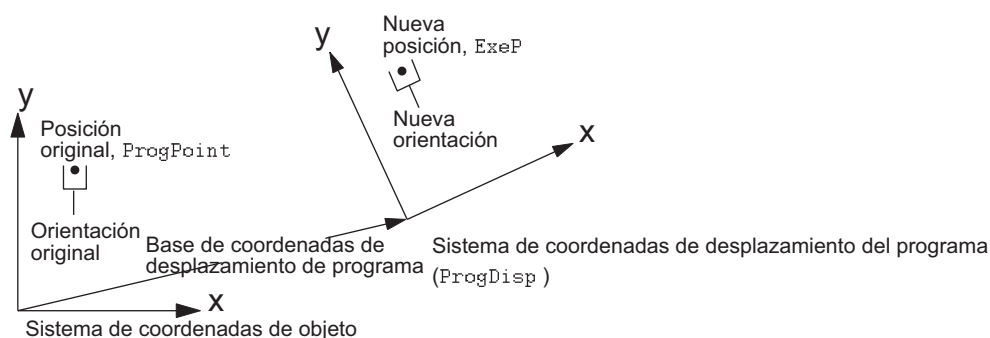 Nueva
posición, ExeP
y
Nueva
orientación
x
y
Posición
original, ProgPoint
Orientación
original
Base de coordenadas de
desplazamiento de programa
Sistema de coordenadas de desplazamiento del programa
(ProgDisp )
x
Sistema de coordenadas de objeto